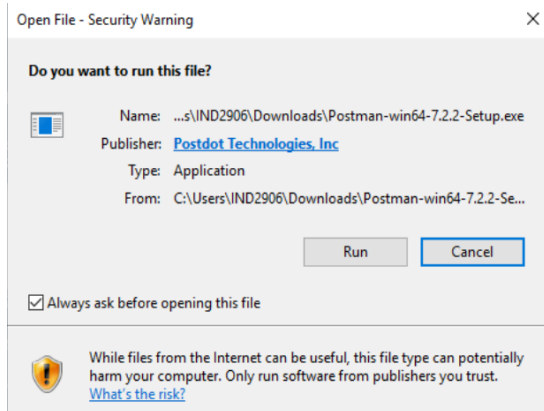 Open File - Security Warning
Do you want to run this file?
Name: ...s\IND2906\Downloads\Postman-win64-7.2.2-Setup.exe
Publisher: Postdot Technologies, Inc
Type: Application
From: C:\Users\IND2906\Downloads\Postman-win64-7.2.2-Se...
Run Cancel
Always ask before opening this file
While files from the Internet can be useful, this file type can potentially
harm your computer. Only run software from publishers you trust.
What's the risk?